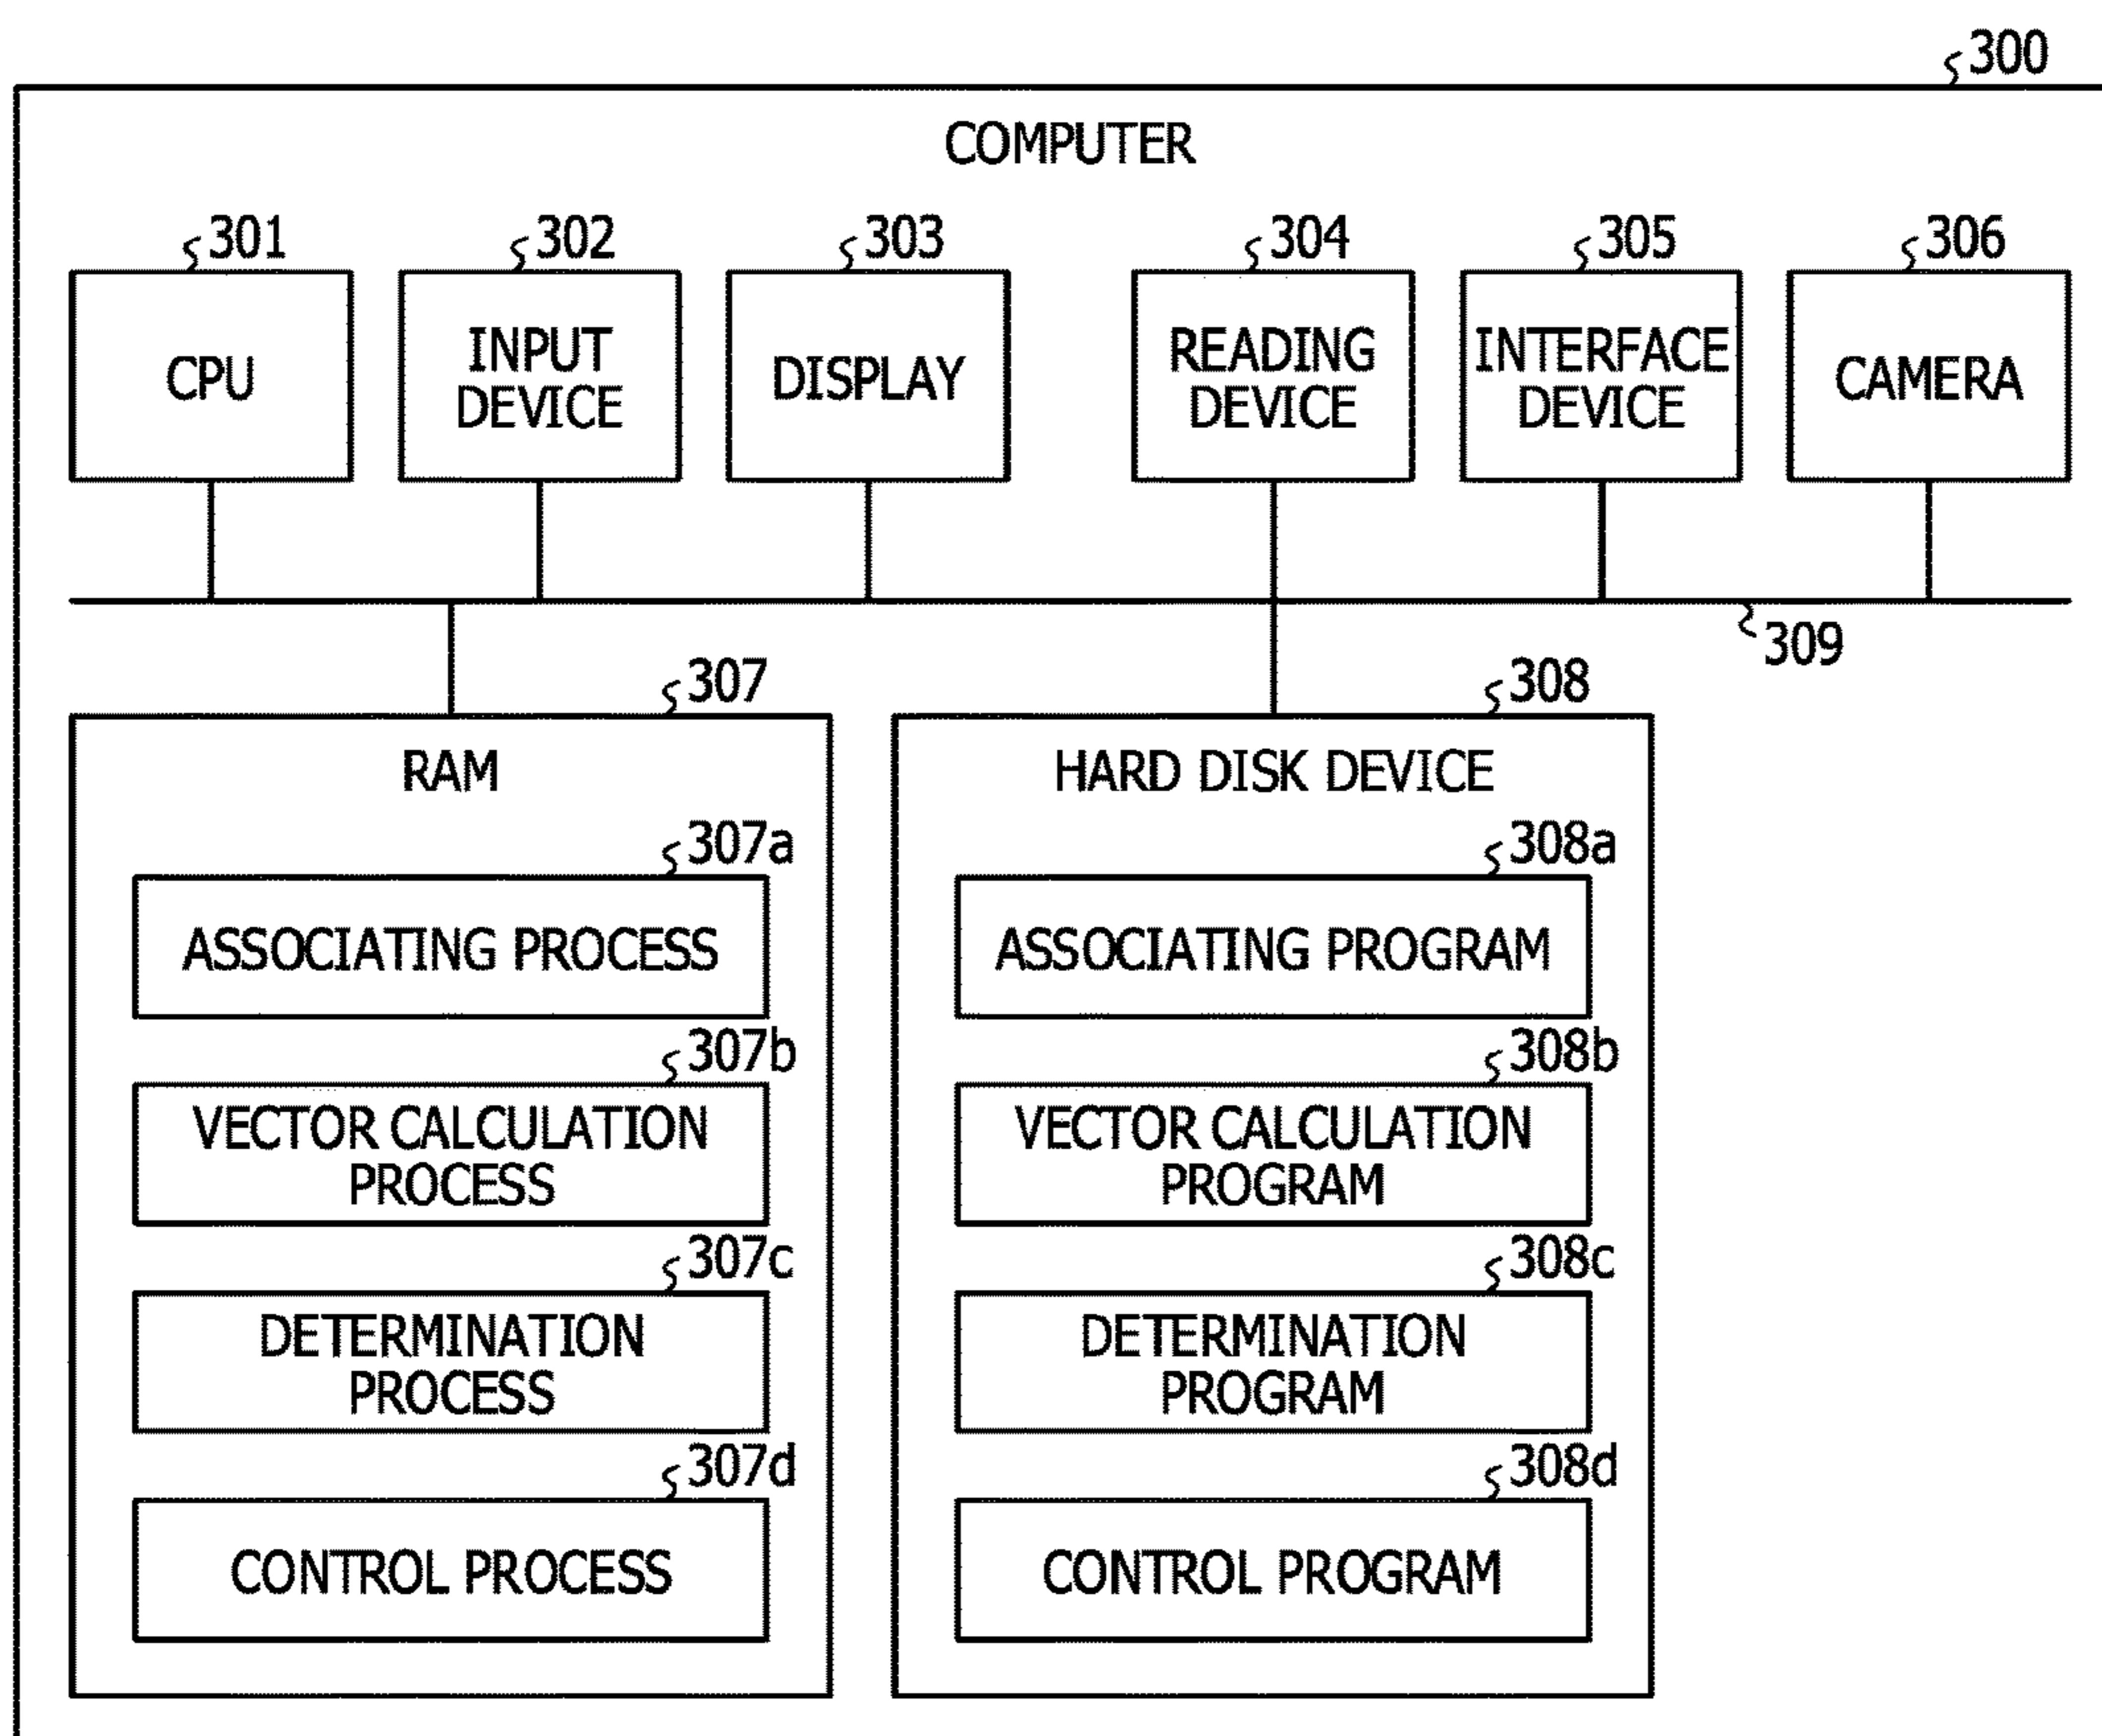 300
COMPUTER
301 302 303 304 305 306
CPU
INPUT
DEVICE
DISPLAY
READING
DEVICE
INTERFACE
DEVICE
CAMERA
309
307
RAM
307a
ASSOCIATING PROCESS
307b
VECTOR CALCULATION
PROCESS
307c
DETERMINATION
PROCESS
307d
CONTROL PROCESS
308
HARD DISK DEVICE
308a
ASSOCIATING PROGRAM
308b
VECTOR CALCULATION
PROGRAM
308c
DETERMINATION
PROGRAM
308d
CONTROL PROGRAM